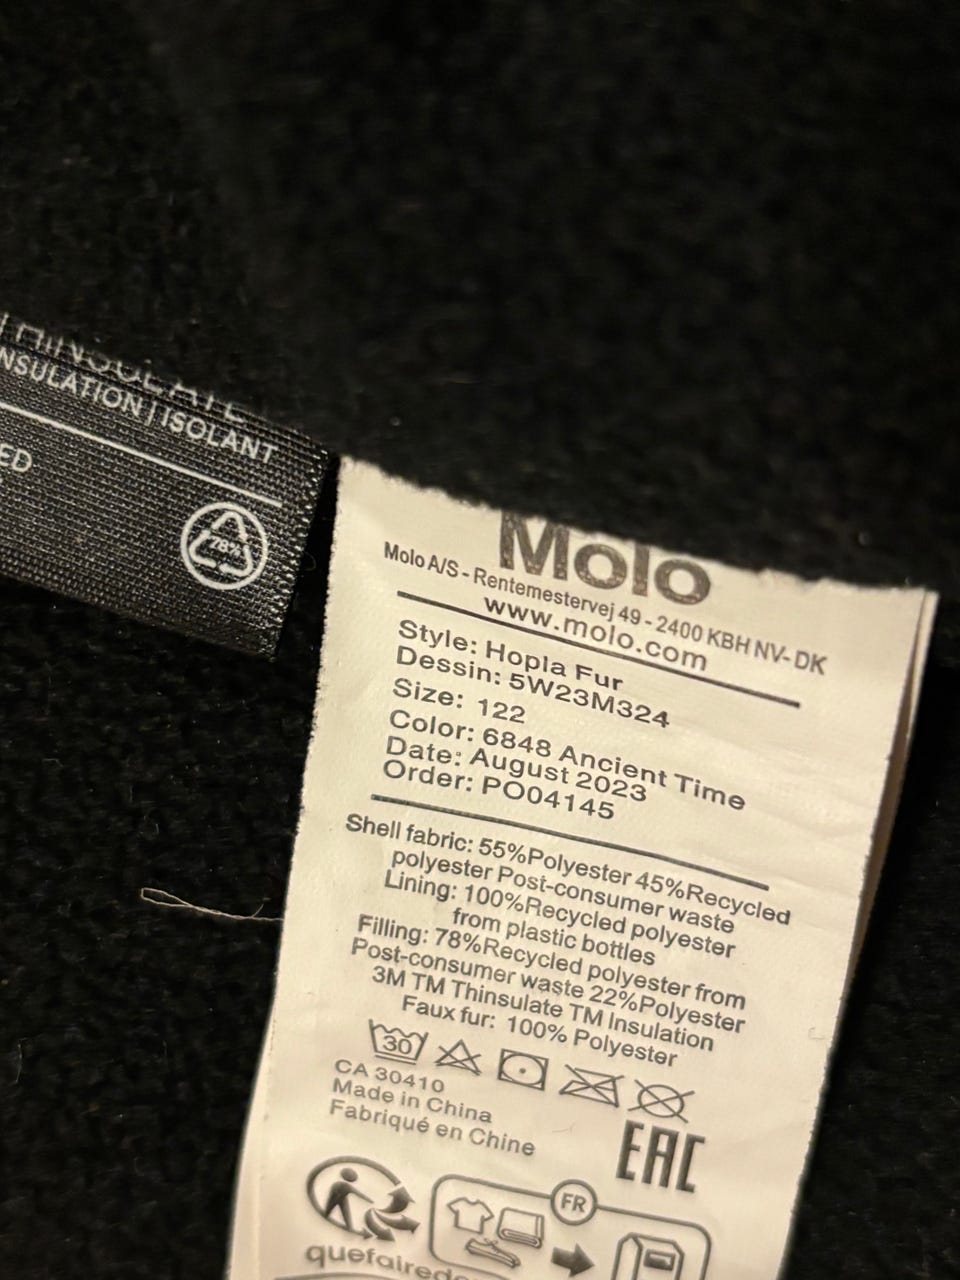 THINSULATE
INSULATION | ISOLANT
ED
78%
Molo
Molo A/S - Rentemestervej 49 - 2400 KBH NV- DK
www.molo.com
Style: Hopla Fur
Dessin: 5W23M324
Size: 122
Color: 6848 Ancient Time
Date: August 2023
Order: PO04145
Shell fabric: 55%Polyester 45%Recycled
polyester Post-consumer waste
Lining: 100%Recycled polyester
from plastic bottles
Filling: 78%Recycled polyester from
Post-consumer waste 22%Polyester
3M TM Thinsulate TM Insulation
Faux fur: 100% Polyester
30
CA 30410
Made in China
Fabriqué en Chine
EAC
FR
quefairede